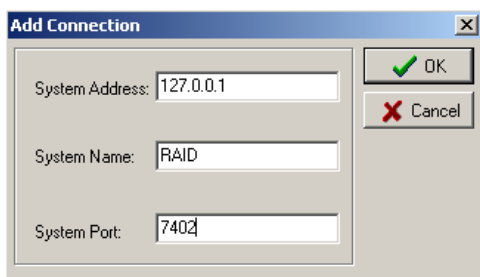 Add Connection
System Address: 127.0.0.1
OK
Cancel
System Name: RAID
System Port: 7402